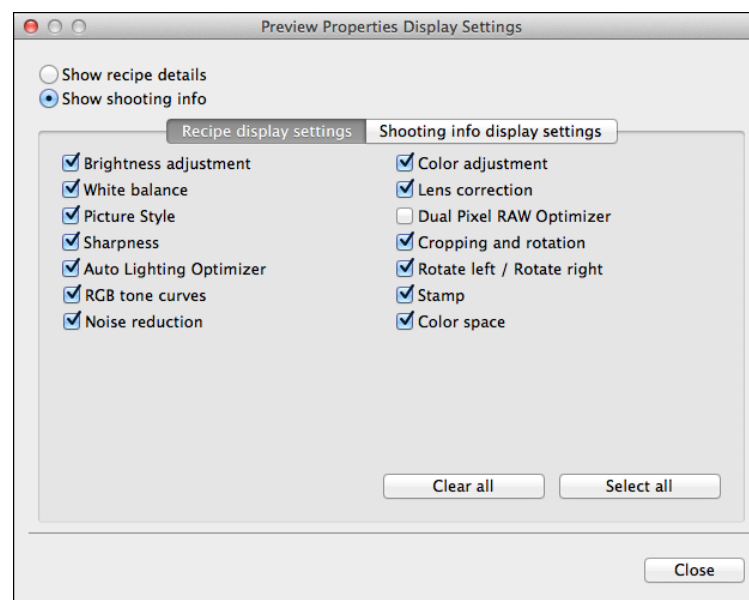 Preview Properties Display Settings
Show recipe details
Show shooting info
Recipe display settings
Shooting info display settings
Brightness adjustment
White balance
Picture Style
Sharpness
Auto Lighting Optimizer
RGB tone curves
Noise reduction
Color adjustment
Lens correction
Dual Pixel RAW Optimizer
Cropping and rotation
Rotate left / Rotate right
Stamp
Color space
Clear all
Select all
Close